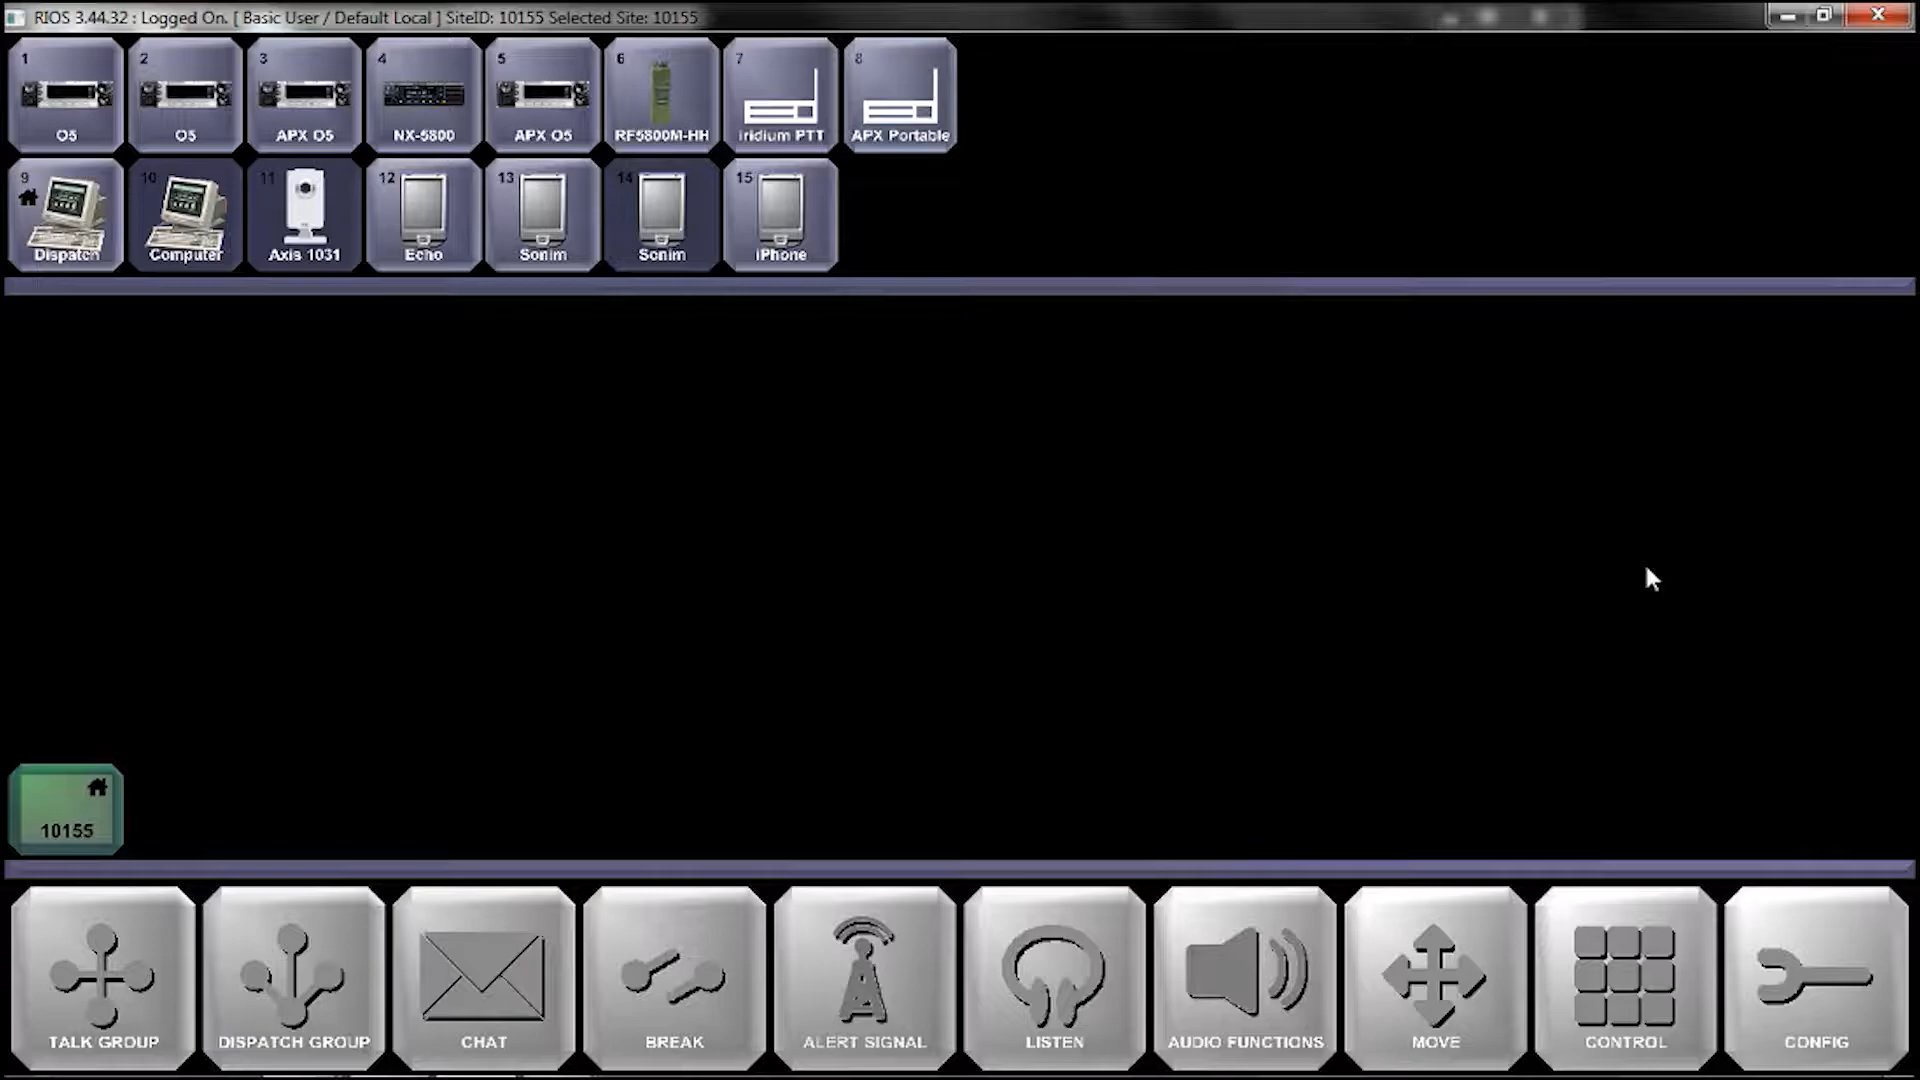 RIOS 3.44.32 : Logged On. [ Basic User / Default Local ] SiteID: 10155 Selected Site: 10155
1 2 3 4 5 6 7 8
O5 O5 APX O5 NX-5800 APX O5 RF5800M-HH Iridium PTT APX Portable
9 10 11 12 13 14 15
Dispatch Computer Axis 1031 Echo Sonim Sonim iPhone
10155
TALK GROUP DISPATCH GROUP CHAT BREAK ALERT SIGNAL LISTEN AUDIO FUNCTIONS MOVE CONTROL CONFIG